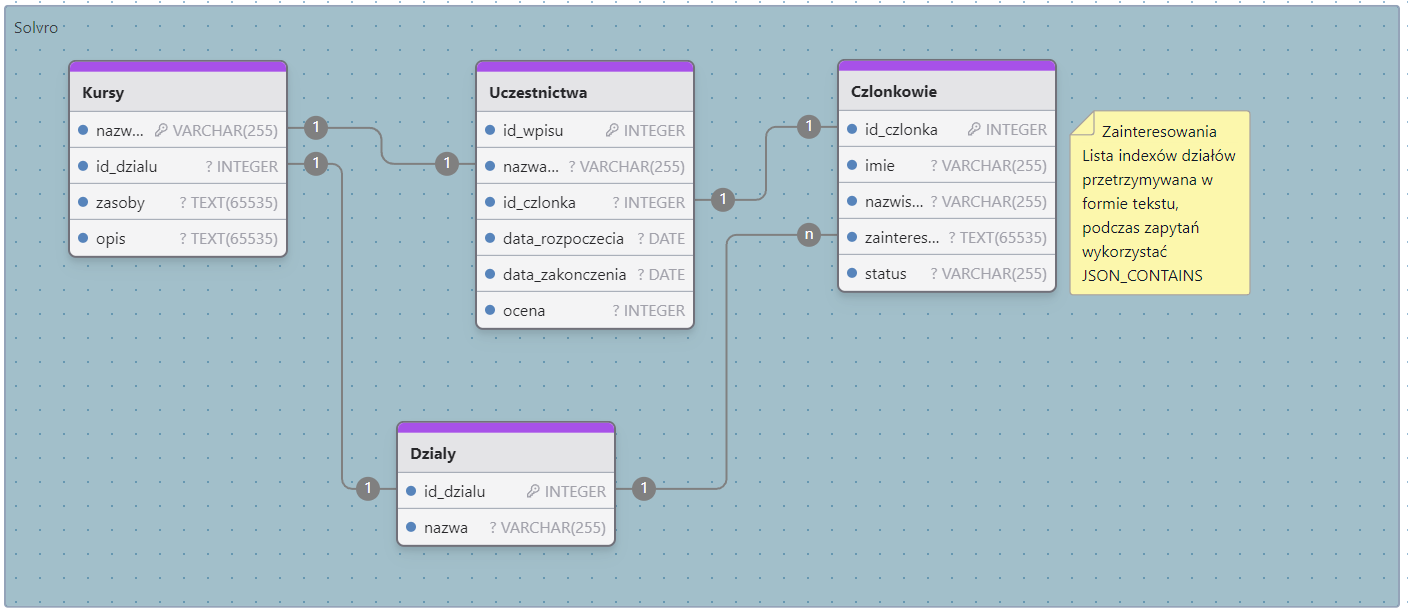 Solvro
Kursy
nazw... VARCHAR(255)
id_dzialu ? INTEGER
zasoby ? TEXT(65535)
opis ? TEXT(65535)
1
1
1
Uczestnictwa
id_wpisu INTEGER
nazwa... ? VARCHAR(255)
id_czlonka ? INTEGER
data_rozpoczecia ? DATE
data_zakonczenia ? DATE
ocena ? INTEGER
1
1
n
Czlonkowie
id_czlonka INTEGER
imie ? VARCHAR(255)
nazwis... ? VARCHAR(255)
zainteres... ? TEXT(65535)
status ? VARCHAR(255)
Zainteresowania
Lista indexów działów
przetrzymywana w
formie tekstu,
podczas zapytań
wykorzystać
JSON_CONTAINS
1
Dzialy
id_dzialu INTEGER
nazwa ? VARCHAR(255)
1